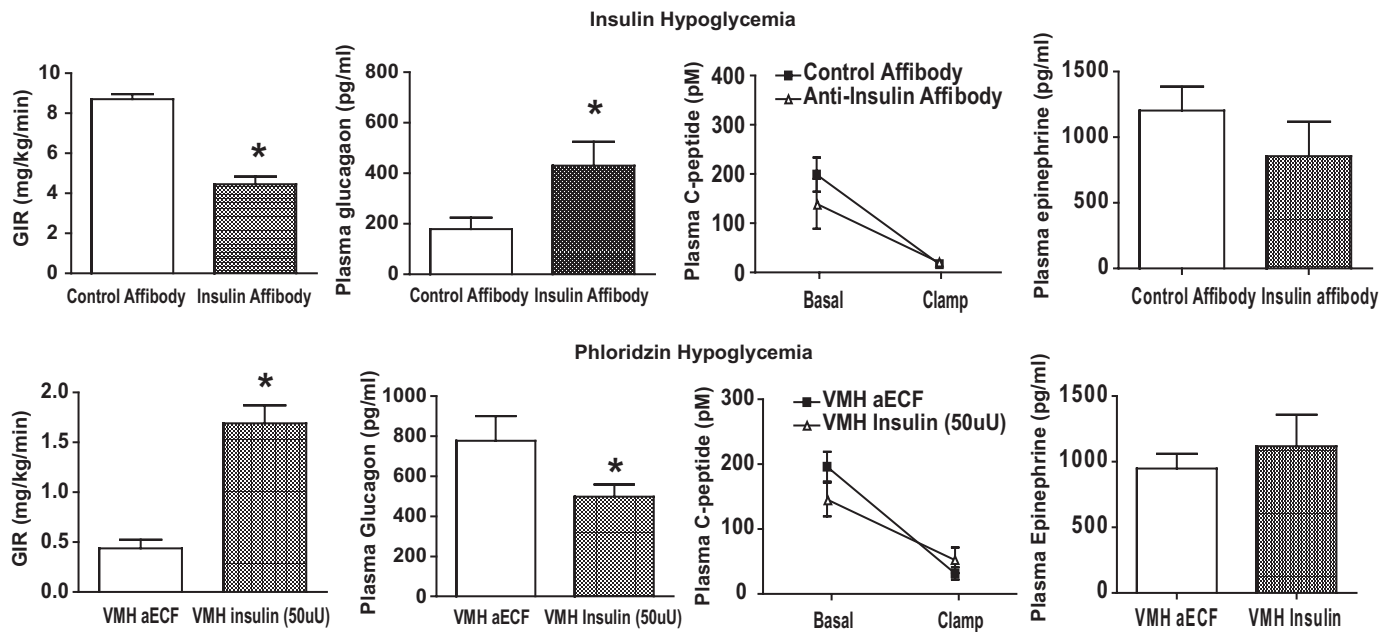 Insulin Hypoglycemia
GIR (mg/kg/min)
10
8
6
4
2
0
*
Control Affibody Insulin Affibody
Plasma glucagon (pg/ml)
800
600
400
200
0
*
Control Affibody Insulin Affibody
Plasma C-peptide (pM)
400
300
200
100
0
Control Affibody
Anti-Insulin Affibody
Basal Clamp
Plasma epinephrine (pg/ml)
1500
1000
500
0
Control Affibody Insulin affibody
Phloridzin Hypoglycemia
GIR (mg/kg/min)
2.0
1.5
1.0
0.5
0.0
*
VMH aECF VMH insulin (50uU)
Plasma Glucagon (pg/ml)
1000
800
600
400
200
0
*
VMH aECF VMH Insulin (50uU)
Plasma C-peptide (pM)
300
200
100
0
VMH aECF
VMH Insulin (50uU)
Basal Clamp
Plasma Epinephrine (pg/ml)
1500
1000
500
0
VMH aECF VMH Insulin